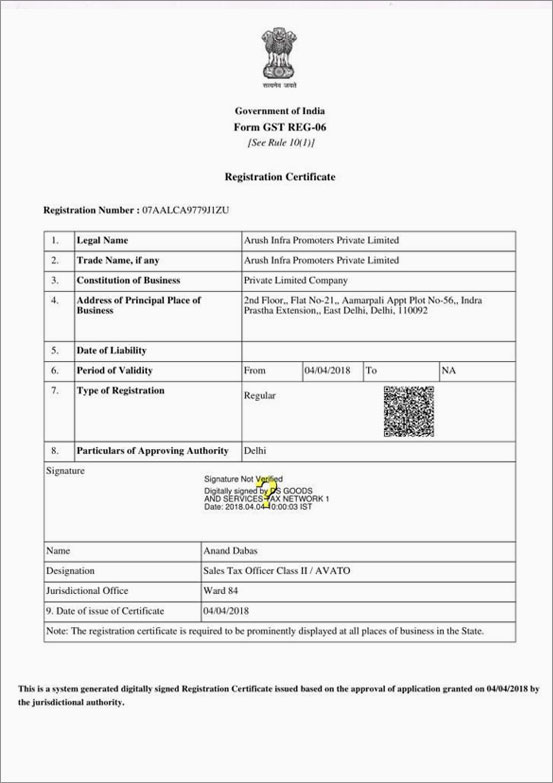 सत्यमेव जयते
Government of India
Form GST REG-06
[See Rule 10(1)]
Registration Certificate
Registration Number : 07AALCA9779J1ZU
1. Legal Name Arush Infra Promoters Private Limited
2. Trade Name, if any Arush Infra Promoters Private Limited
3. Constitution of Business Private Limited Company
4. Address of Principal Place of Business 2nd Floor,, Flat No-21,, Aamarpali Appt Plot No-56,, Indra
Prastha Extension,, East Delhi, Delhi, 110092
5. Date of Liability
6. Period of Validity From 04/04/2018 To NA
7. Type of Registration Regular
8. Particulars of Approving Authority Delhi
Signature
Signature Not Verified
Digitally signed by DS GOODS
AND SERVICES TAX NETWORK 1
Date: 2018.04.04 10:00:03 IST
Name Anand Dabas
Designation Sales Tax Officer Class II / AVATO
Jurisdictional Office Ward 84
9. Date of issue of Certificate 04/04/2018
Note: The registration certificate is required to be prominently displayed at all places of business in the State.
This is a system generated digitally signed Registration Certificate issued based on the approval of application granted on 04/04/2018 by
the jurisdictional authority.